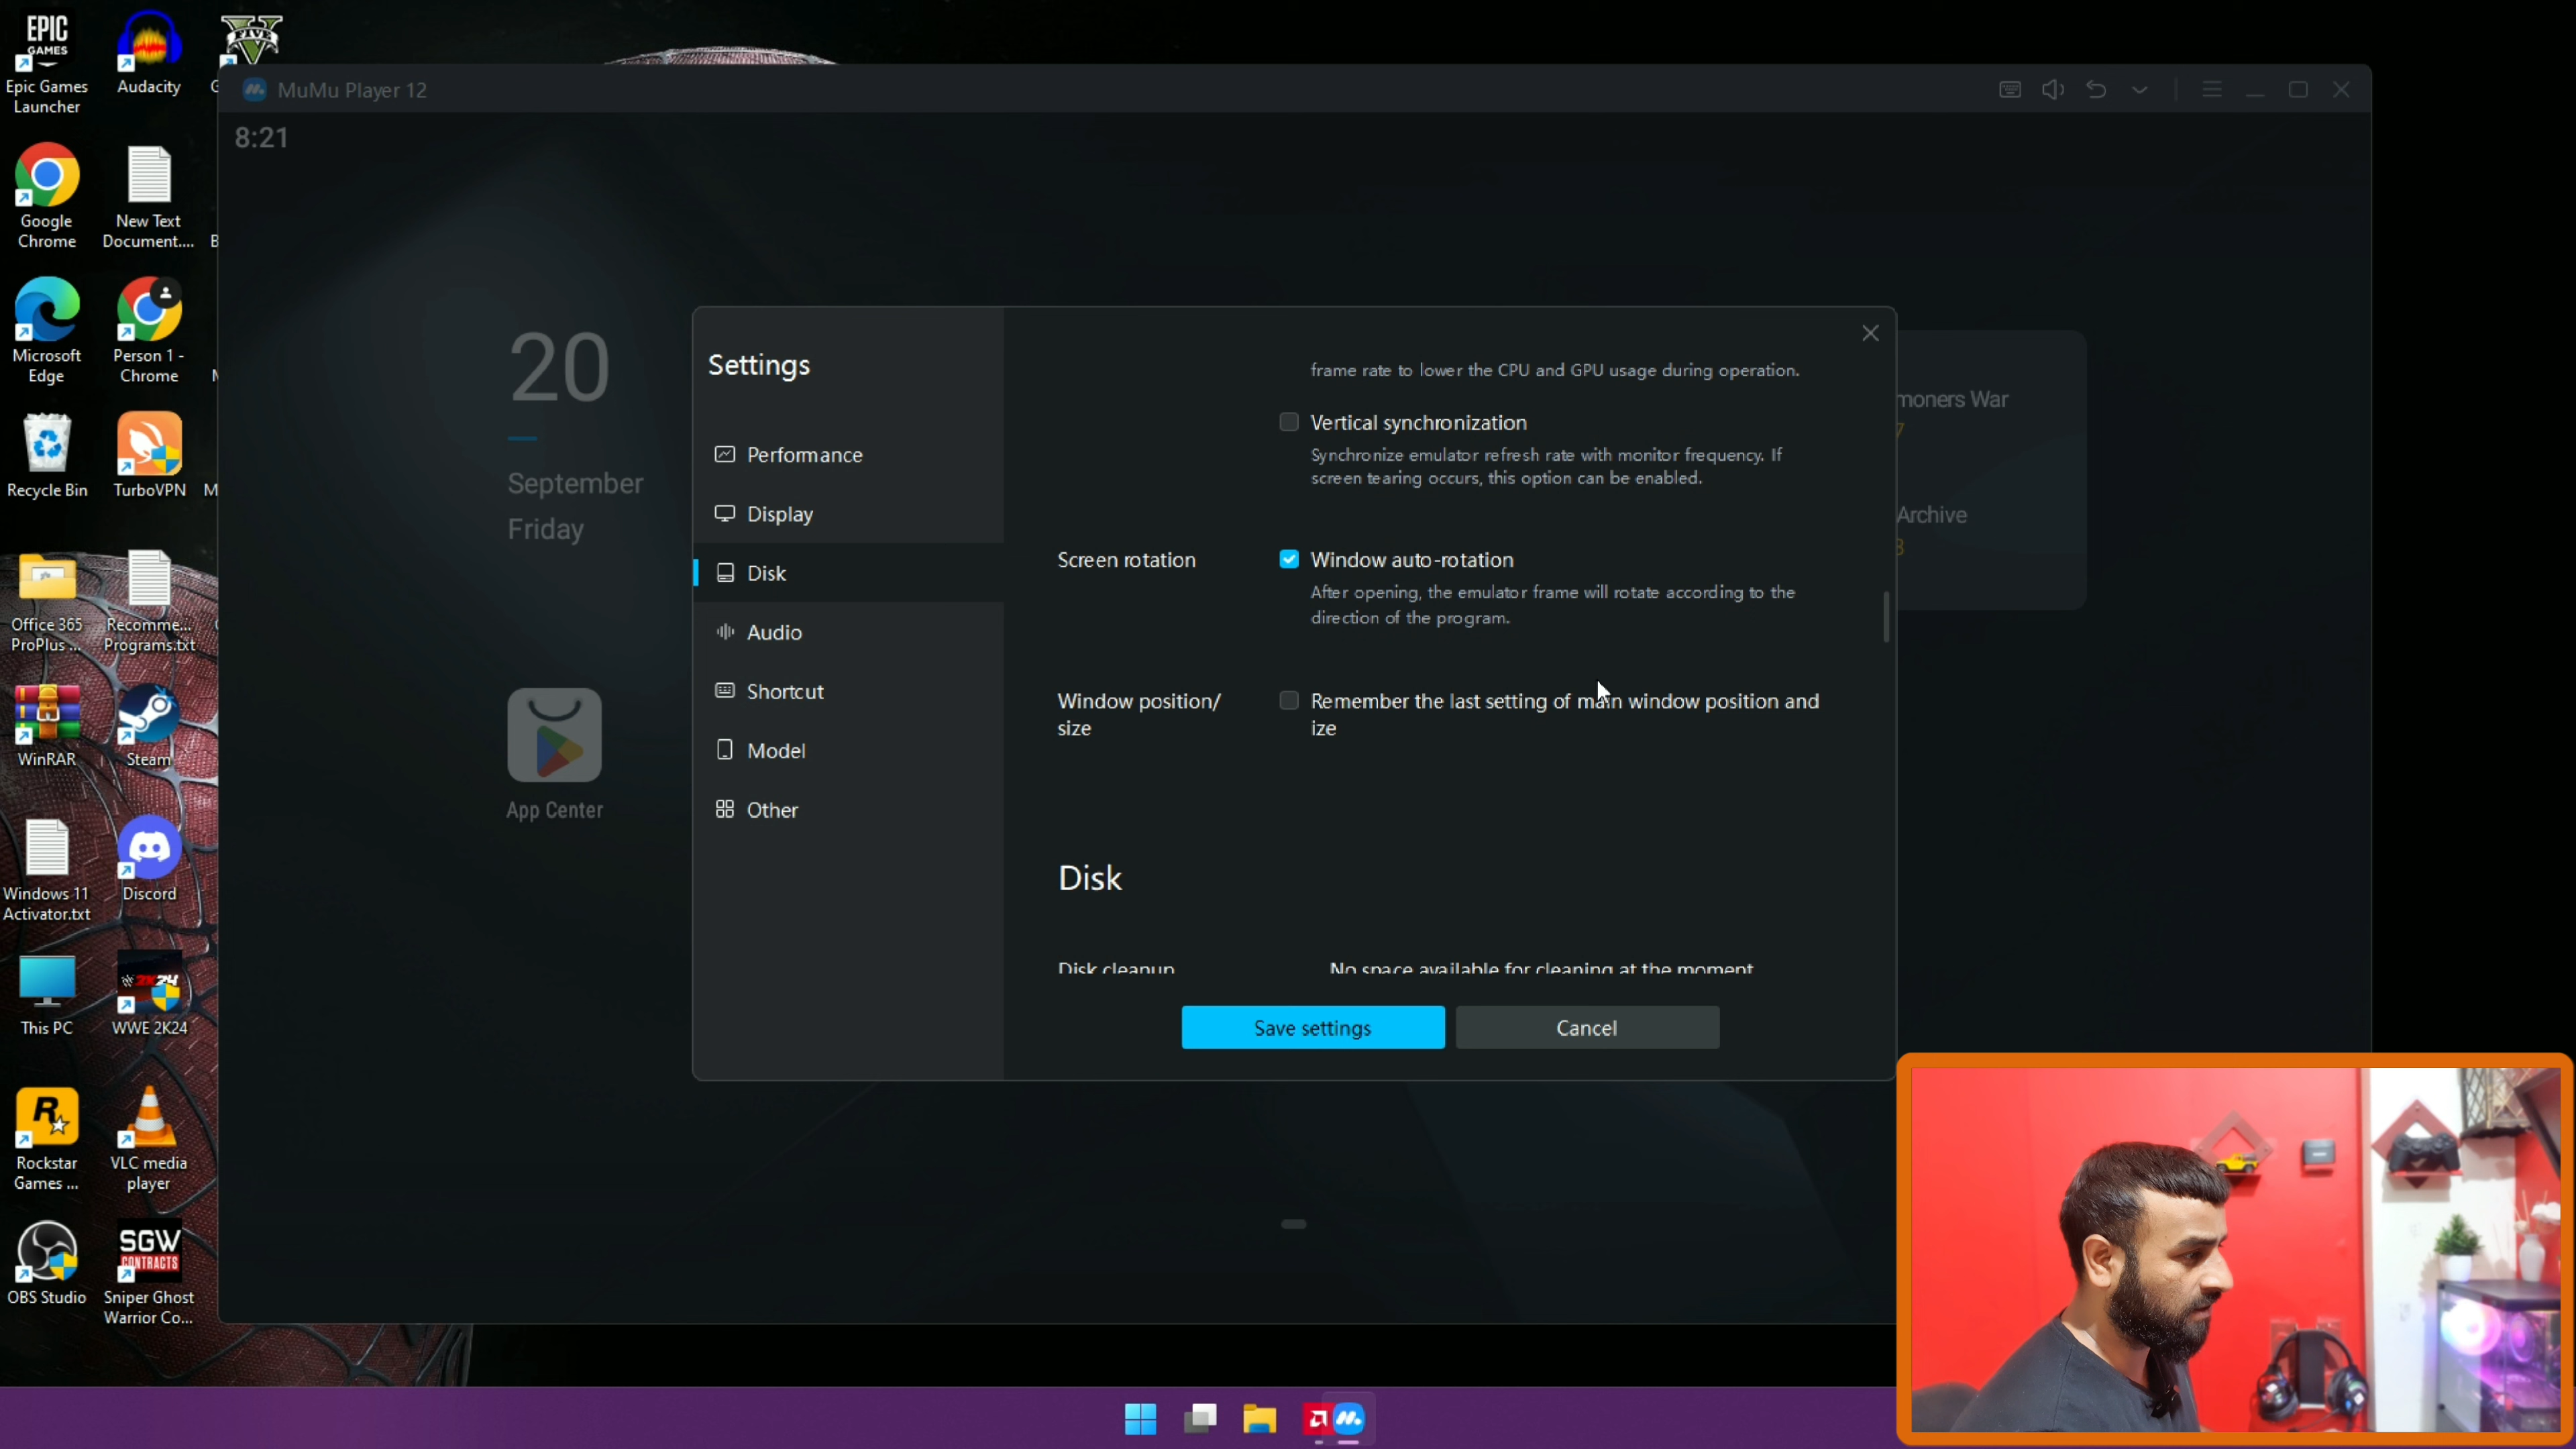 EPIC
GAMES
Epic Games
Launcher
Audacity
FIVE
G
Google
Chrome
New Text
Document....
B
Microsoft
Edge
Person 1 -
Chrome
Recycle Bin
TurboVPN
M
Office 365
ProPlus ...
Recomme...
Programs.txt
WinRAR
Steam
Windows 11
Activator.txt
Discord
This PC
2K24
WWE 2K24
R
Rockstar
Games ...
VLC media
player
OBS Studio
SGW
CONTRACTS
Sniper Ghost
Warrior Co...
MuMu Player 12
8:21
20
September
Friday
App Center
moners War
7
Archive
Settings
Performance
Display
Disk
Audio
Shortcut
Model
Other
frame rate to lower the CPU and GPU usage during operation.
Vertical synchronization
Synchronize emulator refresh rate with monitor frequency. If
screen tearing occurs, this option can be enabled.
Screen rotation
Window auto-rotation
After opening, the emulator frame will rotate according to the
direction of the program.
Window position/
size
Remember the last setting of main window position and
ize
Disk
Disk cleanup
No space available for cleaning at the moment
Save settings
Cancel